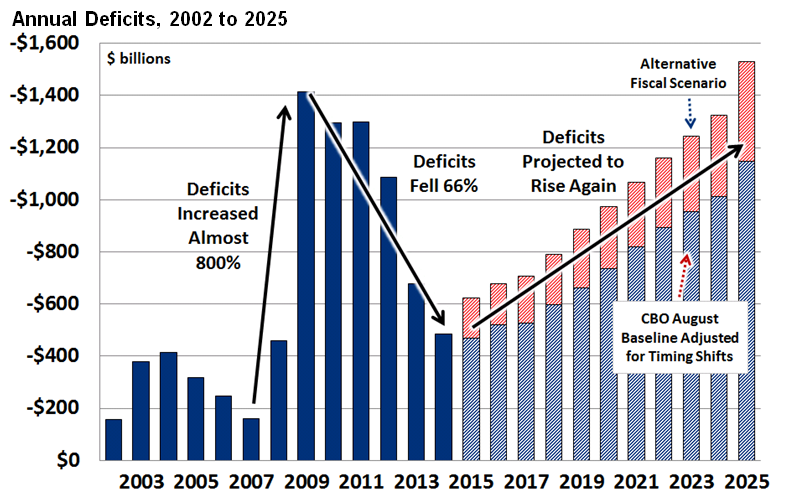 Annual Deficits, 2002 to 2025
-$1,600
-$1,400
-$1,200
-$1,000
-$800
-$600
-$400
-$200
$0
$ billions
Deficits
Increased
Almost
800%
Deficits
Fell 66%
Deficits
Projected to
Rise Again
Alternative
Fiscal Scenario
CBO August
Baseline Adjusted
for Timing Shifts
2003 2005 2007 2009 2011 2013 2015 2017 2019 2021 2023 2025